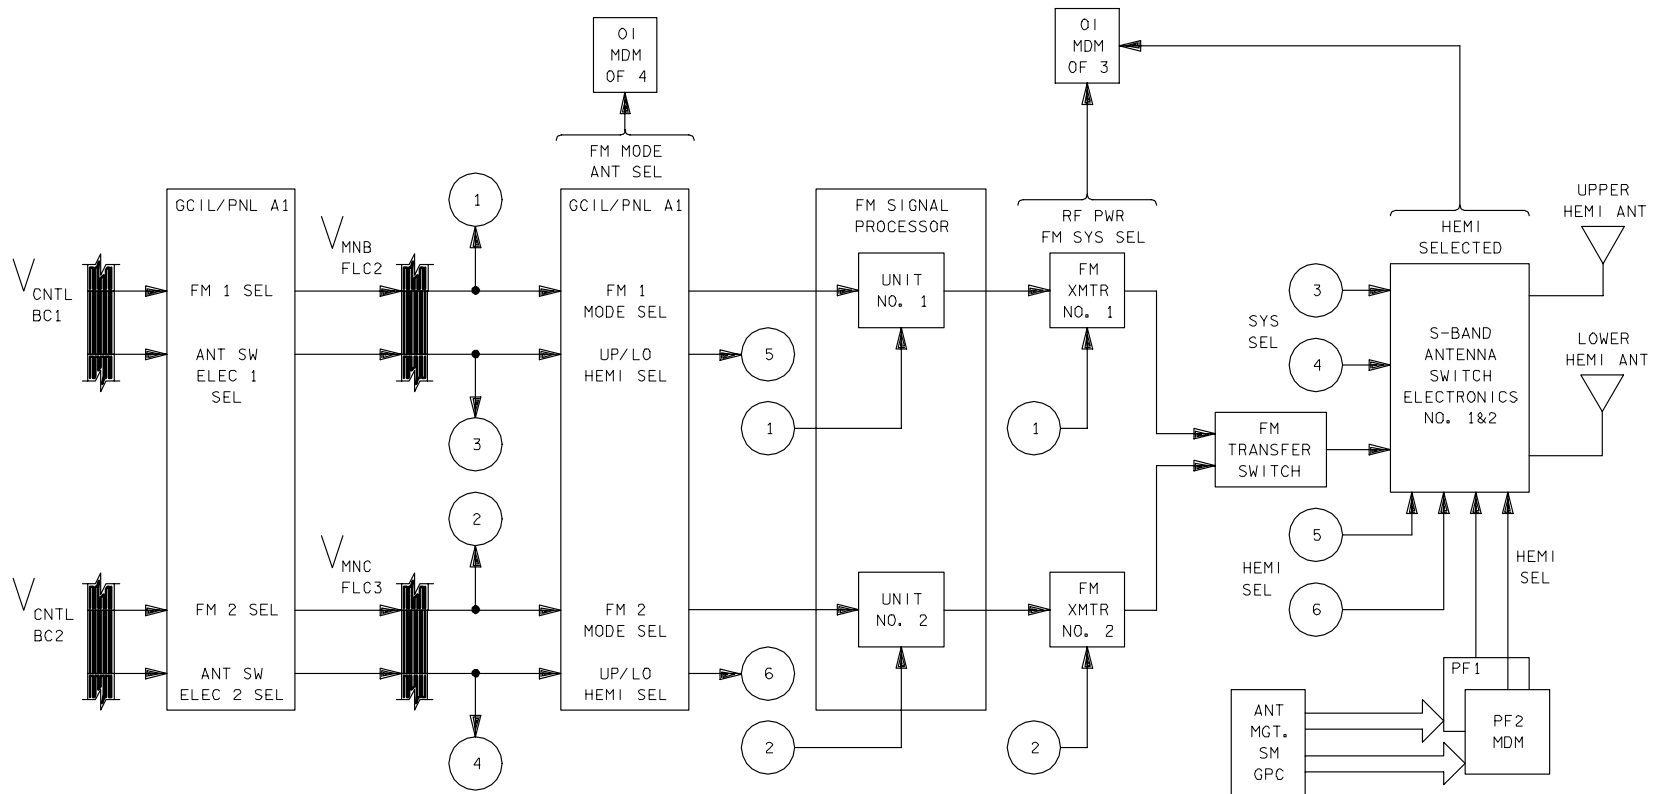 OI
MDM
OF 4
OI
MDM
OF 3
FM MODE
ANT SEL
GCIL/PNL A1
V MNB
FLC2
1
GCIL/PNL A1
FM SIGNAL
PROCESSOR
RF PWR
FM SYS SEL
HEMI
SELECTED
UPPER
HEMI ANT
V CNTL
BC1
FM 1 SEL
ANT SW
ELEC 1
SEL
3
FM 1
MODE SEL
UP/LO
HEMI SEL
5
1
UNIT
NO. 1
FM
XMTR
NO. 1
1
SYS
SEL
3
4
S-BAND
ANTENNA
SWITCH
ELECTRONICS
NO. 1&2
LOWER
HEMI ANT
FM
TRANSFER
SWITCH
V CNTL
BC2
FM 2 SEL
ANT SW
ELEC 2 SEL
V MNC
FLC3
2
4
FM 2
MODE SEL
UP/LO
HEMI SEL
6
2
UNIT
NO. 2
FM
XMTR
NO. 2
2
5
HEMI
SEL
6
HEMI
SEL
PF1
PF2
MDM
ANT
MGT.
SM
GPC